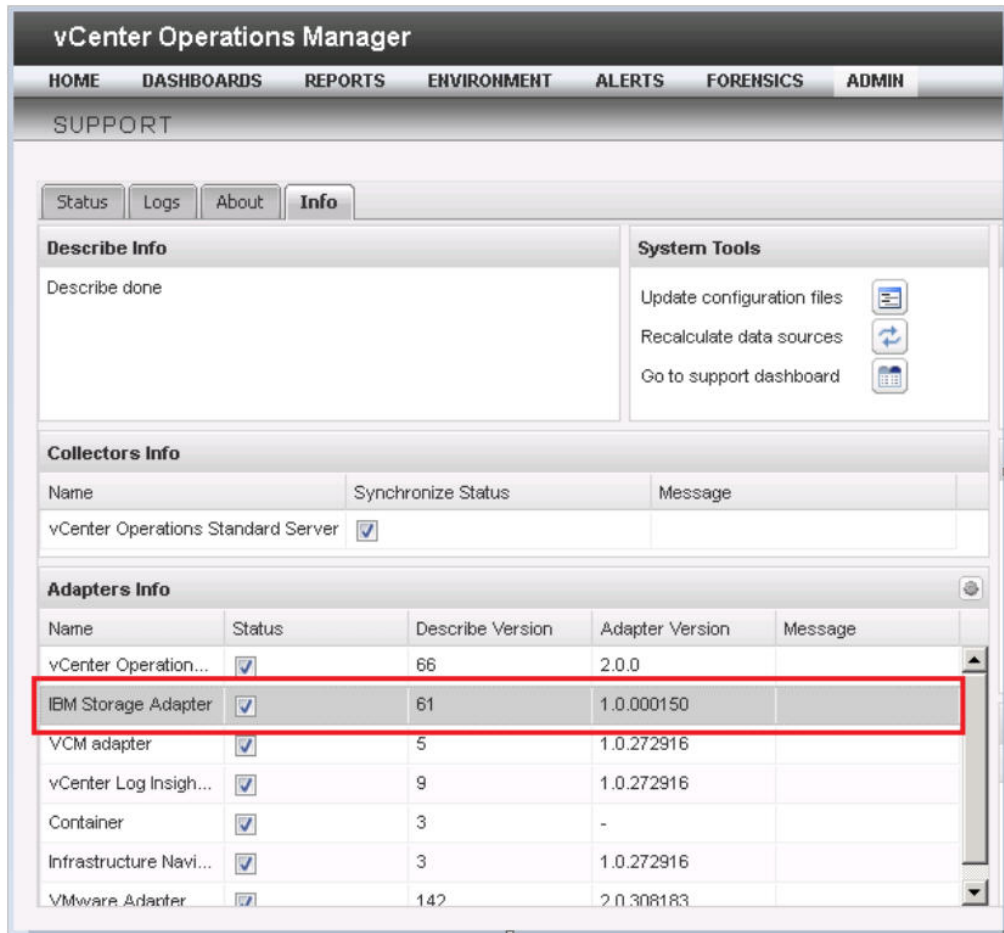 vCenter Operations Manager
HOME DASHBOARDS REPORTS ENVIRONMENT ALERTS FORENSICS ADMIN
SUPPORT
Status Logs About Info
Describe Info
Describe done
System Tools
Update configuration files
Recalculate data sources
Go to support dashboard
Collectors Info
Name Synchronize Status Message
vCenter Operations Standard Server
Adapters Info
Name Status Describe Version Adapter Version Message
vCenter Operation... 66 2.0.0
IBM Storage Adapter 61 1.0.000150
VCM adapter 5 1.0.272916
vCenter Log Insigh... 9 1.0.272916
Container 3 -
Infrastructure Navi... 3 1.0.272916
VMware Adapter 142 2.0.308183